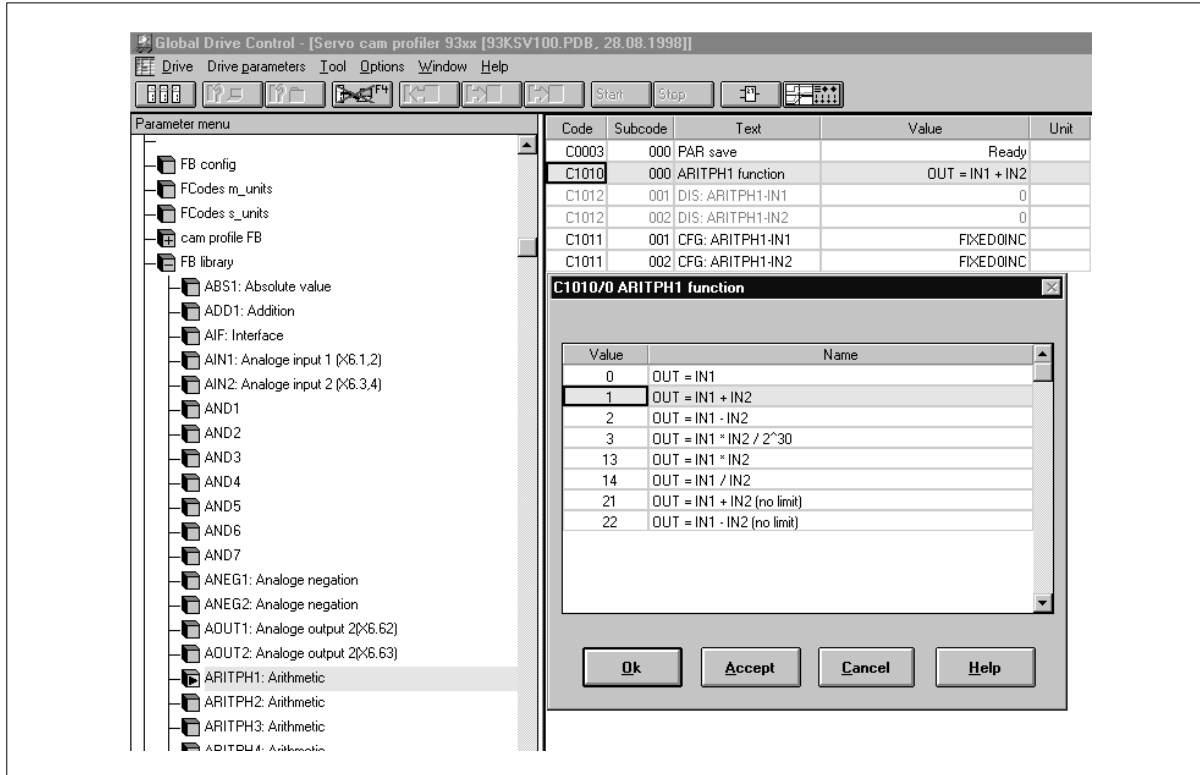 Global Drive Control - [Servo cam profiler 93xx [93KSV100.PDB, 28.08.1998]]
Drive Drive parameters Tool Options Window Help
F4 Start Stop
Parameter menu
FB config
FCodes m_units
FCodes s_units
cam profile FB
FB library
ABS1: Absolute value
ADD1: Addition
AIF: Interface
AIN1: Analoge input 1 (X6.1,2)
AIN2: Analoge input 2 (X6.3,4)
AND1
AND2
AND3
AND4
AND5
AND6
AND7
ANEG1: Analoge negation
ANEG2: Analoge negation
AOUT1: Analoge output 2(X6.62)
AOUT2: Analoge output 2(X6.63)
ARITPH1: Arithmetic
ARITPH2: Arithmetic
ARITPH3: Arithmetic
ARITPH4: Arithmetic
Code Subcode Text Value Unit
C0003 000 PAR save Ready
C1010 000 ARITPH1 function OUT = IN1 + IN2
C1012 001 DIS: ARITPH1-IN1 0
C1012 002 DIS: ARITPH1-IN2 0
C1011 001 CFG: ARITPH1-IN1 FIXED0INC
C1011 002 CFG: ARITPH1-IN2 FIXED0INC
C1010/0 ARITPH1 function
Value Name
0 OUT = IN1
1 OUT = IN1 + IN2
2 OUT = IN1 - IN2
3 OUT = IN1 * IN2 / 2^30
13 OUT = IN1 * IN2
14 OUT = IN1 / IN2
21 OUT = IN1 + IN2 (no limit)
22 OUT = IN1 - IN2 (no limit)
Ok Accept Cancel Help